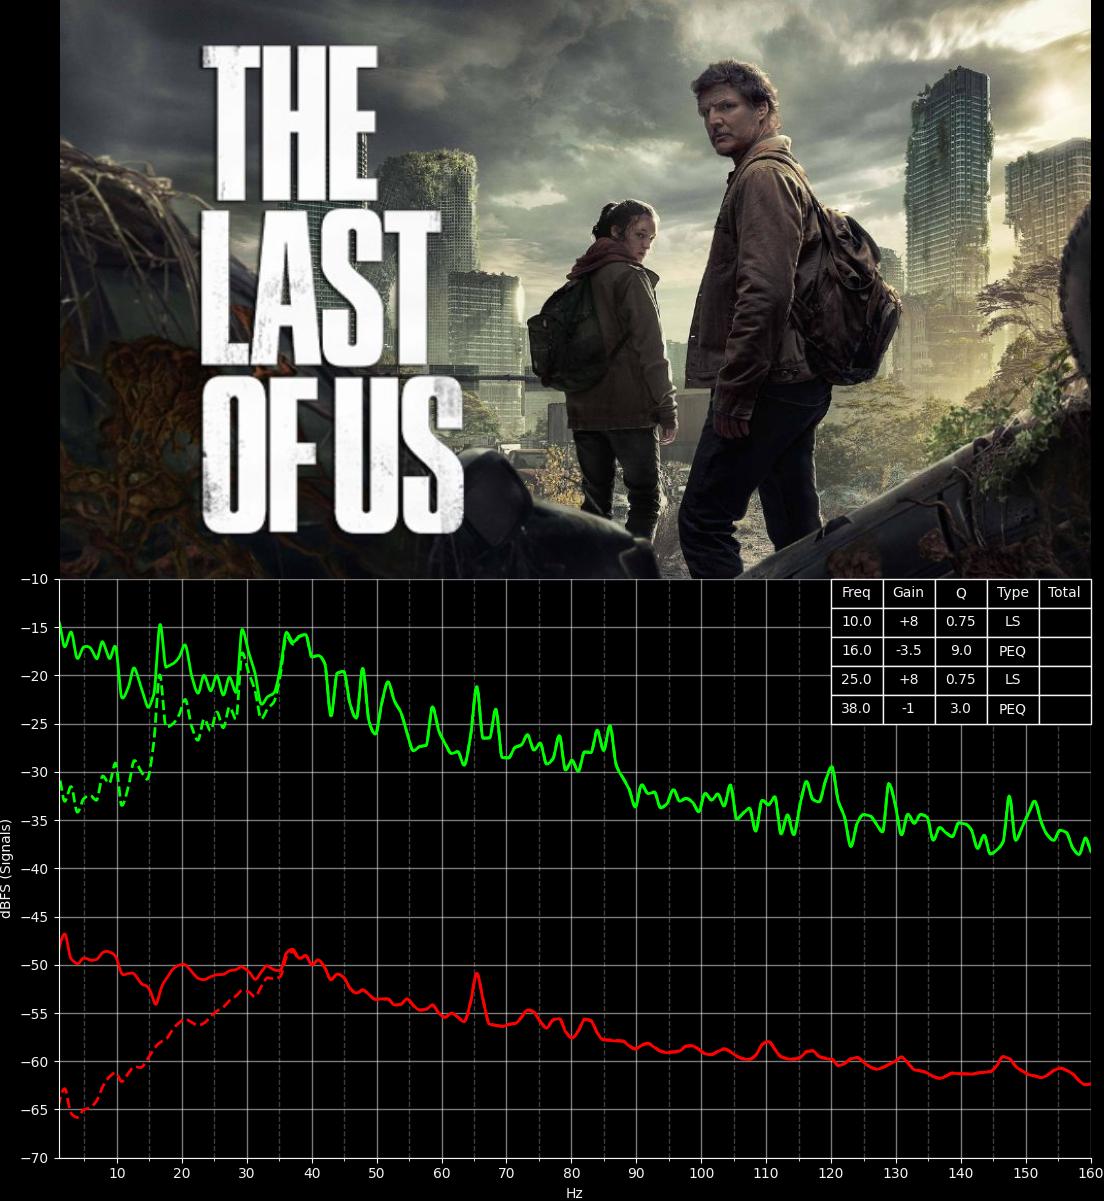 THE
LAST
OF US
Freq Gain Q Type Total
10.0 +8 0.75 LS
16.0 -3.5 9.0 PEQ
25.0 +8 0.75 LS
38.0 -1 3.0 PEQ
−10
−15
−20
−25
−30
−35
−40
−45
−50
−55
−60
−65
−70
dBFS (Signals)
10 20 30 40 50 60 70 80 90 100 110 120 130 140 150 160
Hz